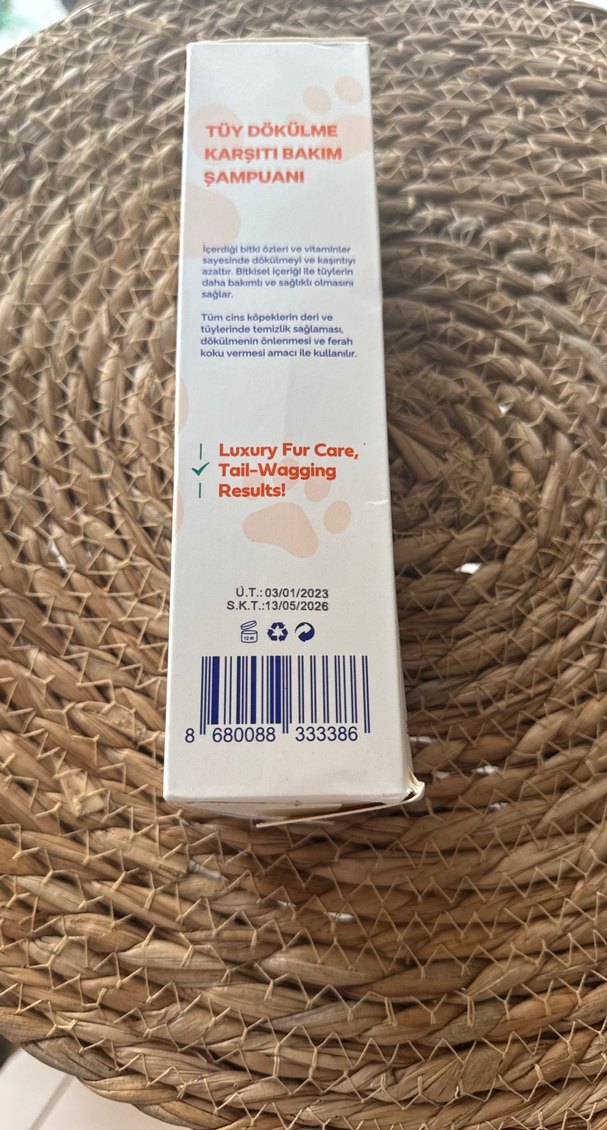 TÜY DÖKÜLME
KARŞITI BAKIM
ŞAMPUANI
İçerdiği bitki özleri ve vitaminler
sayesinde dökülmeyi ve kaşıntıyı
azaltır. Bitkisel içeriği ile tüylerin
daha bakımlı ve sağlıklı olmasını
sağlar.
Tüm cins köpeklerin deri ve
tüylerinde temizlik sağlaması,
dökülmenin önlenmesi ve ferah
koku vermesi amacı ile kullanılır.
Luxury Fur Care,
Tail-Wagging
Results!
Ü.T.: 03/01/2023
S.K.T.:13/05/2026
12 M
8 680088 333386